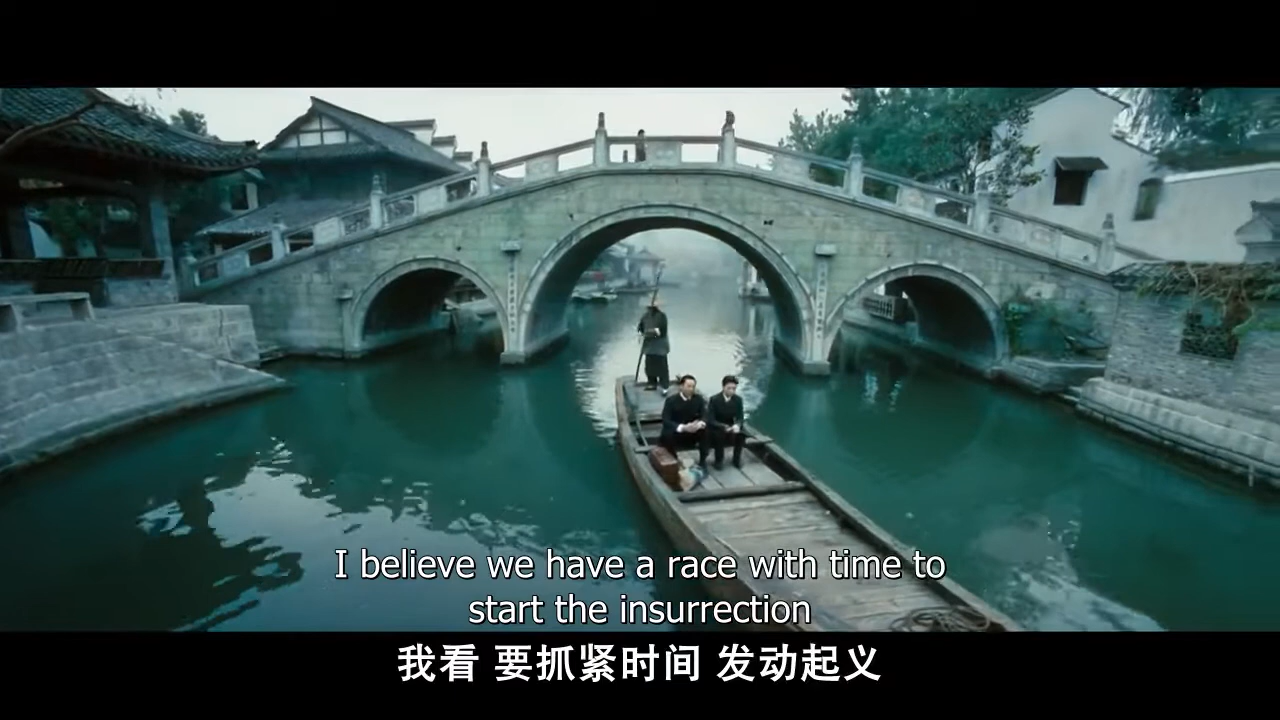 I believe we have a race with time to
start the insurrection
我看 要抓紧时间 发动起义